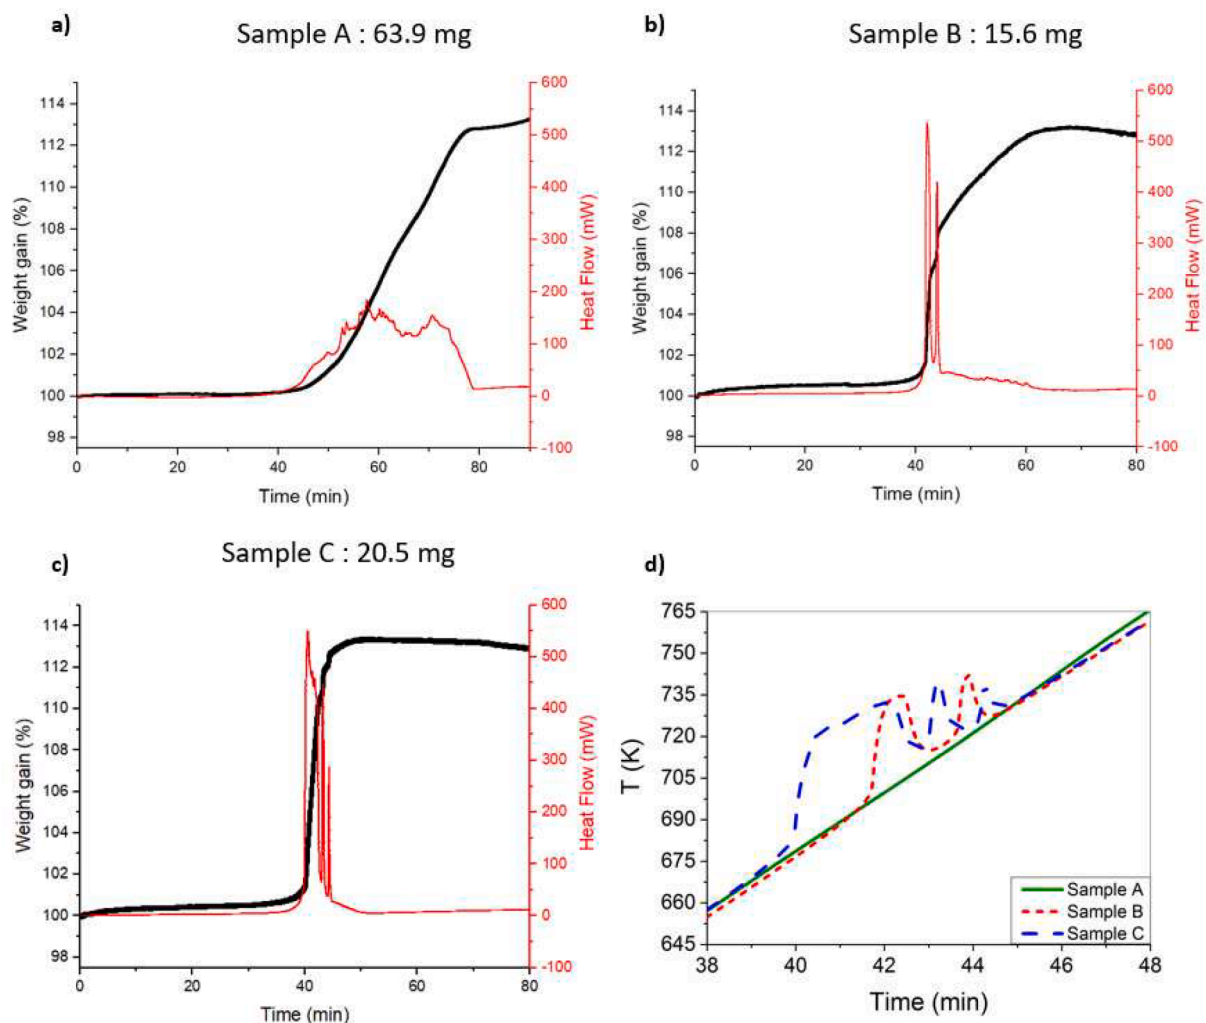 a)
Sample A : 63.9 mg
Weight gain (%)
114
112
110
108
106
104
102
100
98
600
500
400
300
200
100
0
-100
Heat Flow (mW)
0 20 40 60 80
Time (min)
b)
Sample B : 15.6 mg
Weight gain (%)
114
112
110
108
106
104
102
100
98
600
500
400
300
200
100
0
-100
Heat Flow (mW)
0 20 40 60 80
Time (min)
c)
Sample C : 20.5 mg
Weight gain (%)
114
112
110
108
106
104
102
100
98
600
500
400
300
200
100
0
-100
Heat Flow (mW)
0 20 40 60 80
Time (min)
d)
T (K)
765
750
735
720
705
690
675
660
645
Sample A
Sample B
Sample C
38 40 42 44 46 48
Time (min)